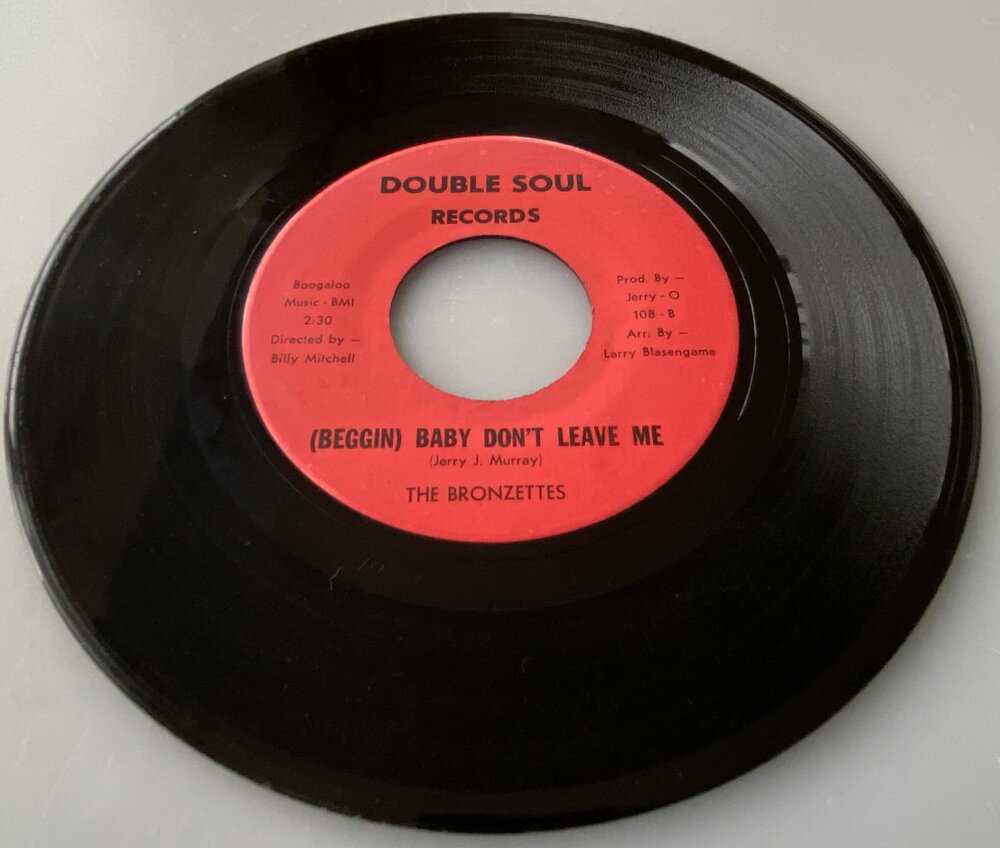 DOUBLE SOUL
RECORDS
Boogaloo
Music - BMI
2:30
Directed by —
Billy Mitchell
Prod. By —
Jerry - O
108 - B
Arr. By —
Larry Blasengame
(BEGGIN) BABY DON'T LEAVE ME
(Jerry J. Murray)
THE BRONZETTES